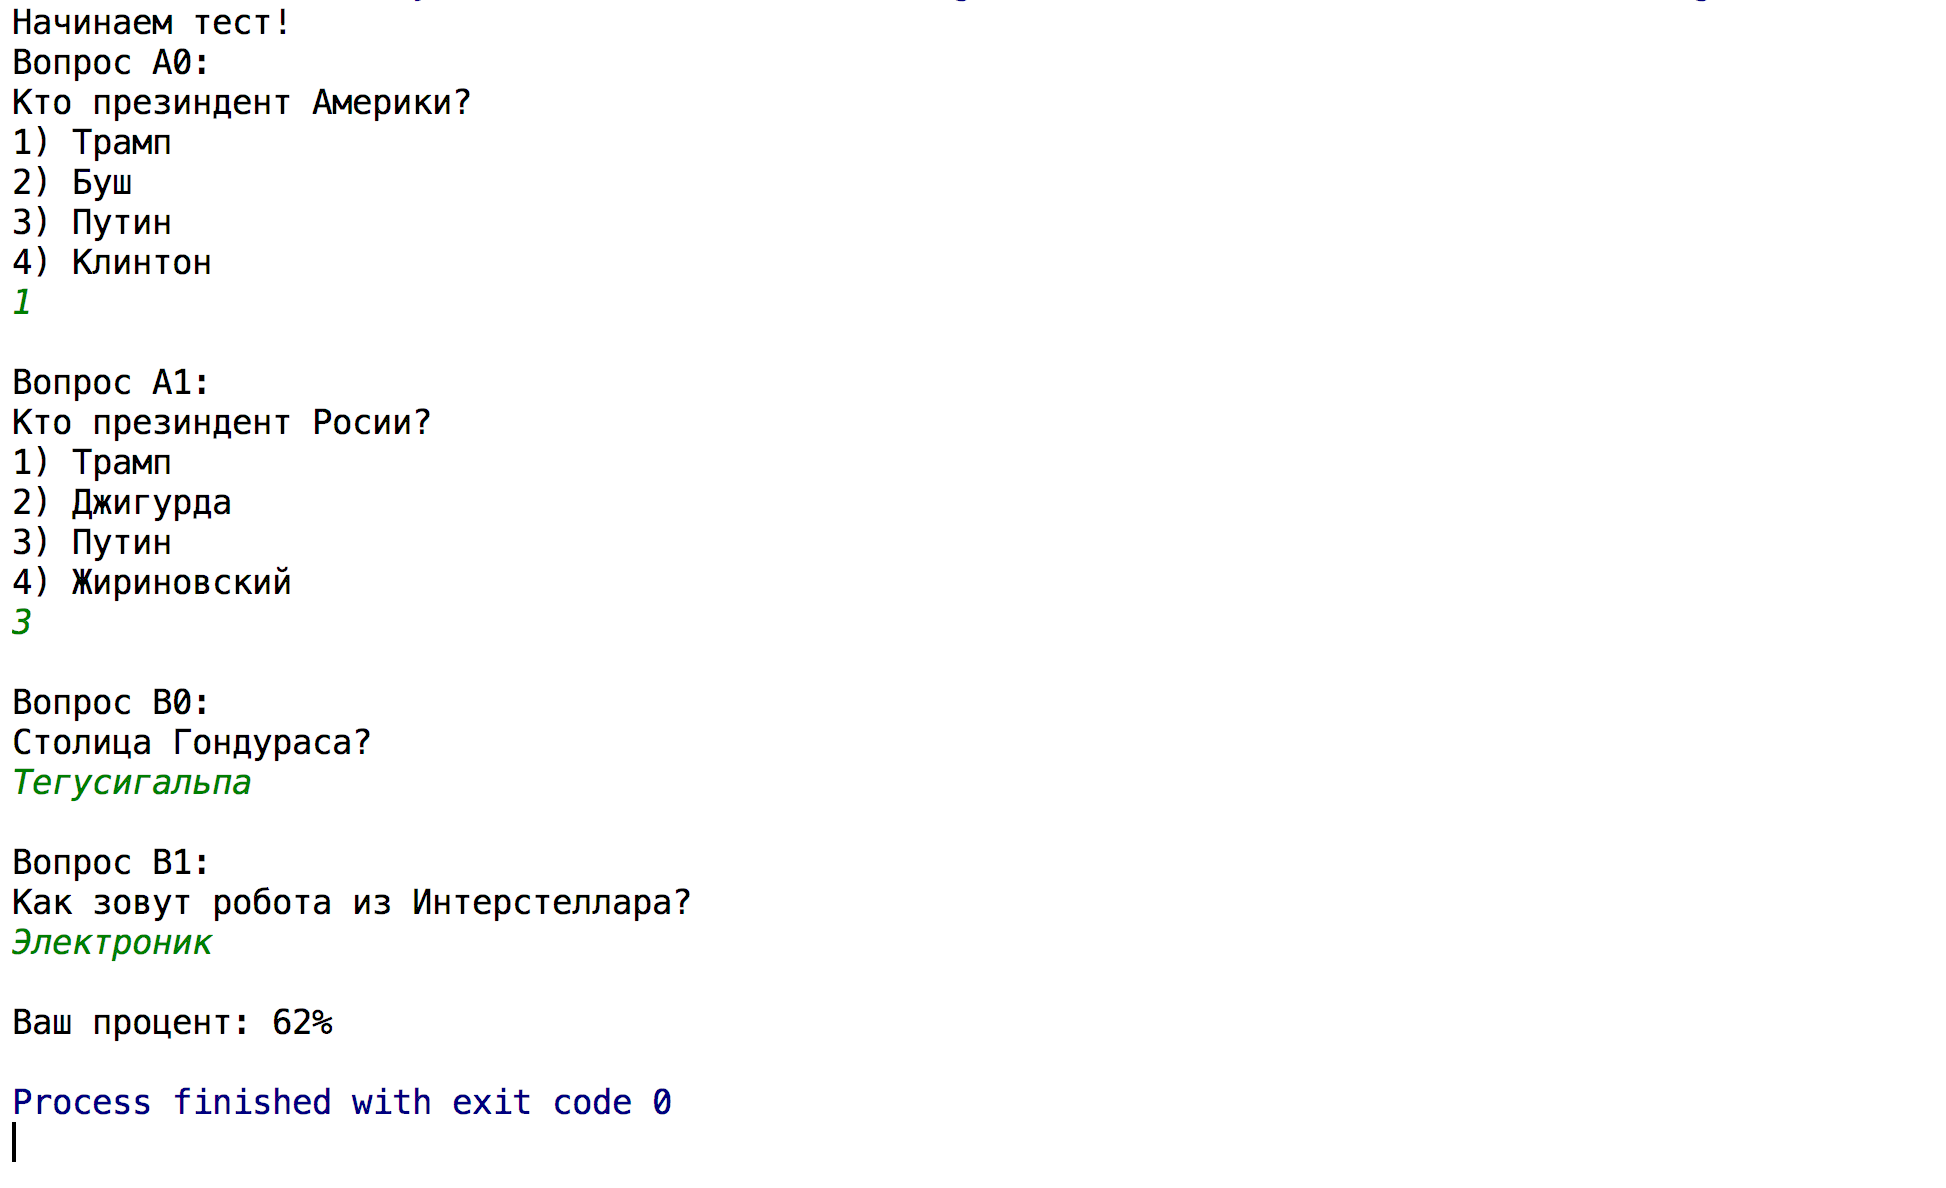 Начинаем тест!
Вопрос A0:
Кто презиндент Америки?
1) Трамп
2) Буш
3) Путин
4) Клинтон
1
Вопрос A1:
Кто презиндент Росии?
1) Трамп
2) Джигурда
3) Путин
4) Жириновский
3
Вопрос B0:
Столица Гондураса?
Тегусигальпа
Вопрос B1:
Как зовут робота из Интерстеллара?
Электроник
Ваш процент: 62%
Process finished with exit code 0